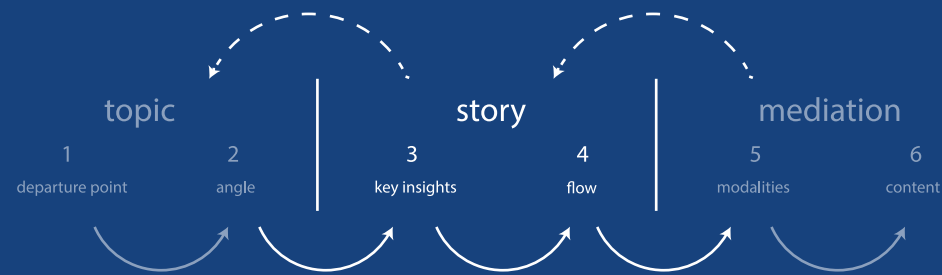 topic
story
mediation
1
2
3
4
5
6
departure point
angle
key insights
flow
modalities
content